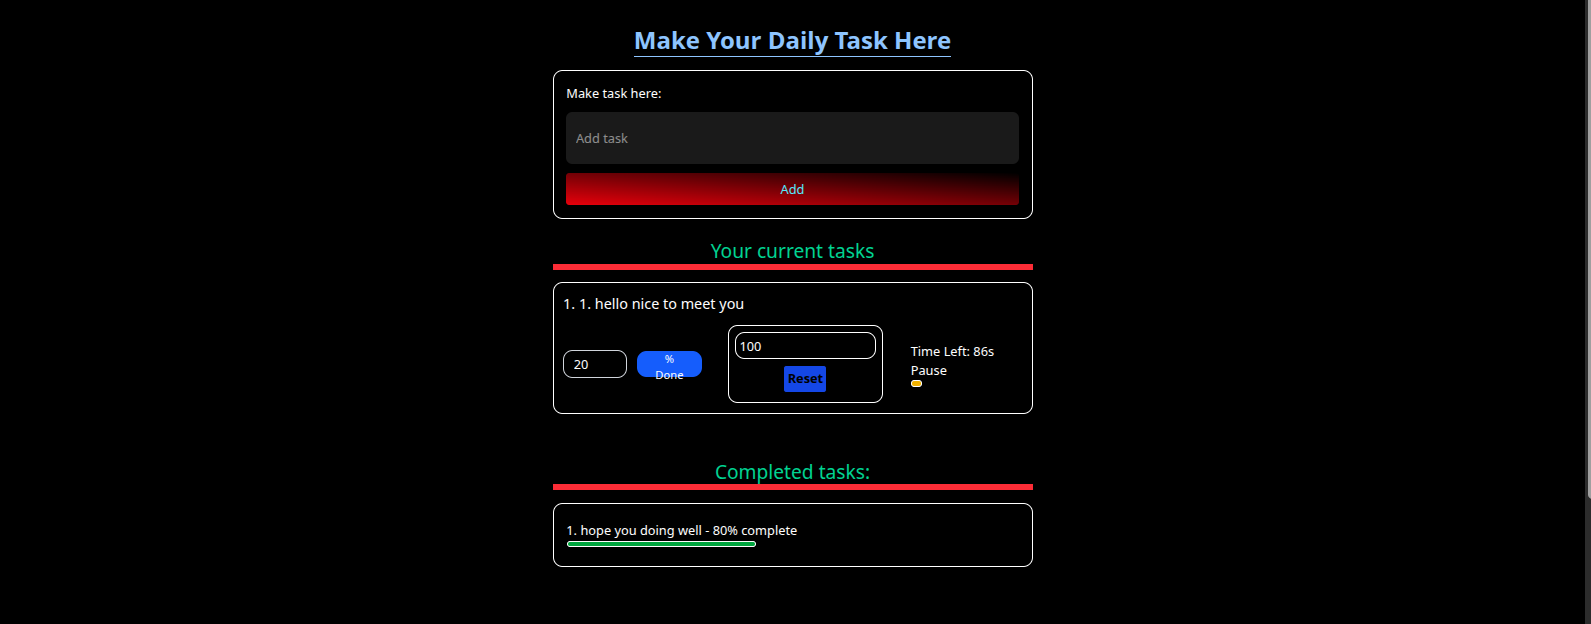 Make Your Daily Task Here
Make task here:
Add task
Add
Your current tasks
1. 1. hello nice to meet you
20
%
Done
100
Reset
Time Left: 86s
Pause
Completed tasks:
1. hope you doing well - 80% complete